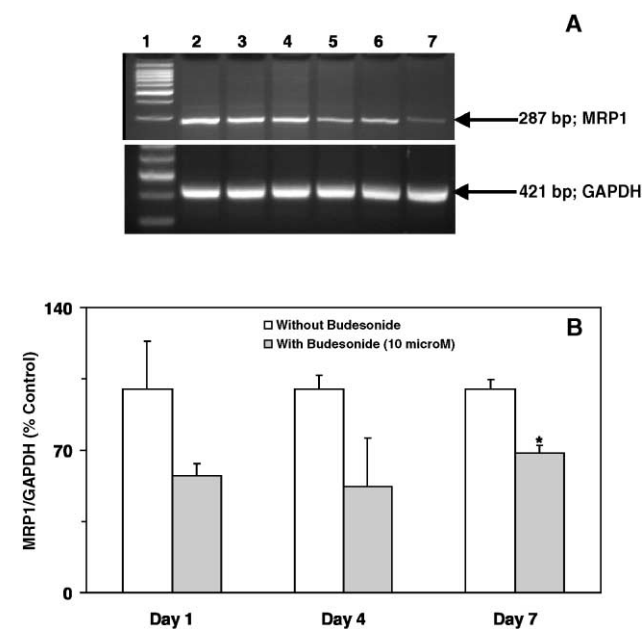 A
1 2 3 4 5 6 7
287 bp; MRP1
421 bp; GAPDH
B
140
Without Budesonide
With Budesonide (10 microM)
MRP1/GAPDH (% Control)
70
*
0
Day 1 Day 4 Day 7